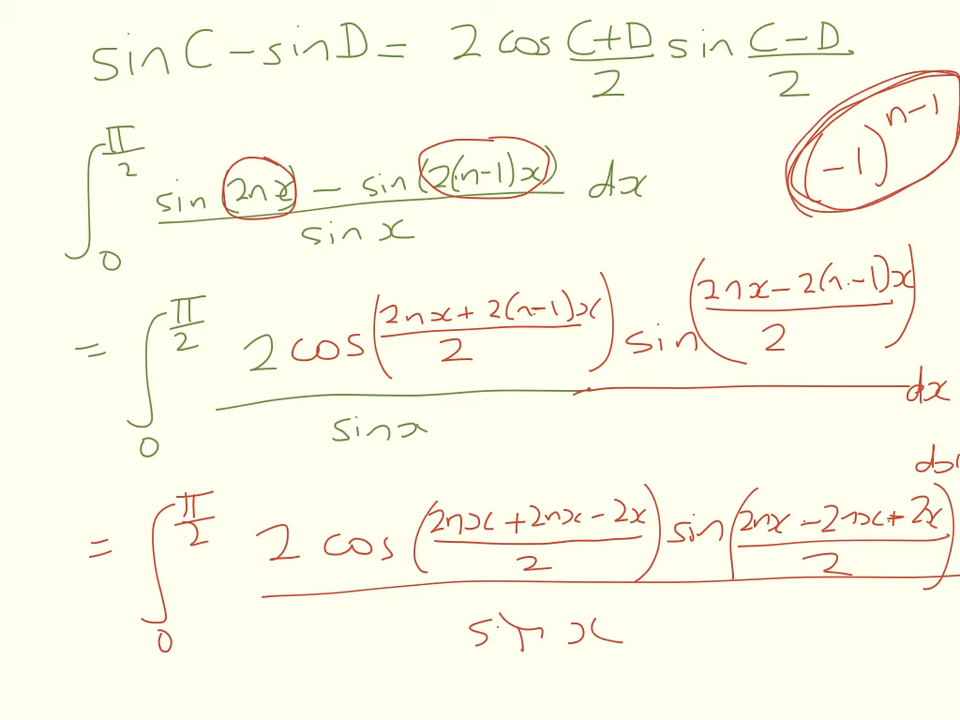 sin C − sin D = 2 cos (C+D)/2 sin (C−D)/2
(−1)^(n−1)
∫₀^(π/2) (sin(2nx) − sin(2(n−1)x))/(sin x) dx
= ∫₀^(π/2) (2 cos((2nx + 2(n−1)x)/2) sin((2nx − 2(n−1)x)/2))/(sin x) dx
dx
= ∫₀^(π/2) (2 cos((2nx + 2nx − 2x)/2) sin((2nx − 2nx + 2x)/2))/(sin x)